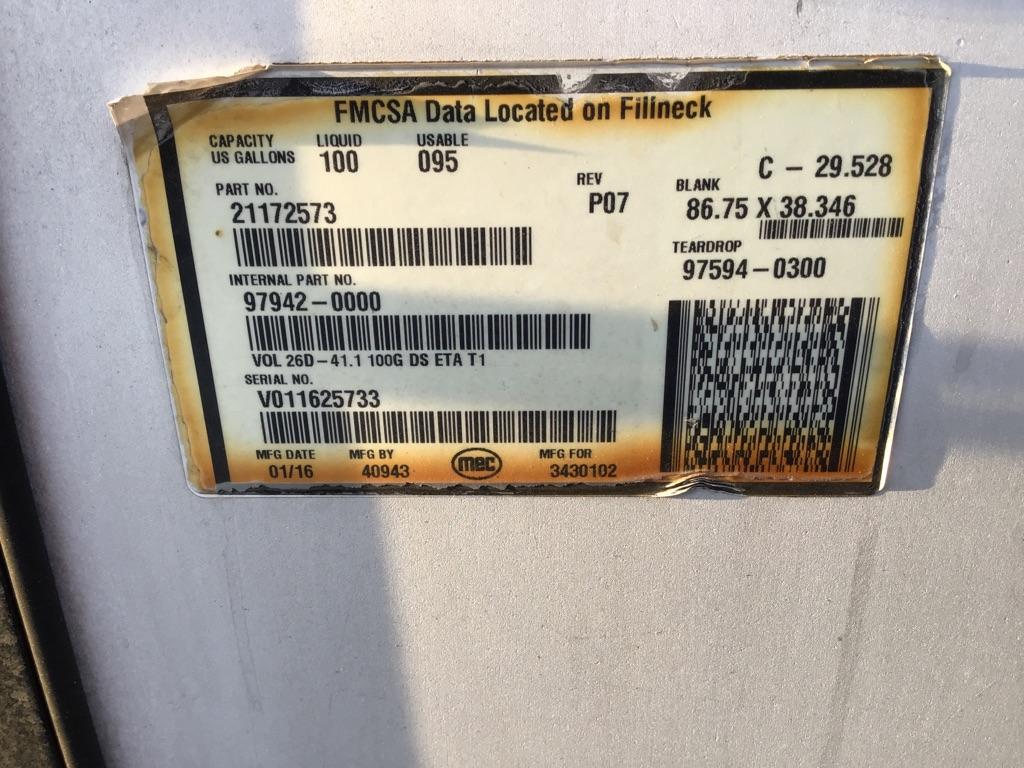 FMCSA Data Located on Fillneck
CAPACITY LIQUID USABLE
US GALLONS 100 095
C - 29.528
PART NO. REV BLANK
21172573 P07 86.75 X 38.346
TEARDROP
97594-0300
INTERNAL PART NO.
97942-0000
VOL 26D-41.1 100G DS ETA T1
SERIAL NO.
V011625733
MFG DATE MFG BY mec MFG FOR
01/16 40943 3430102